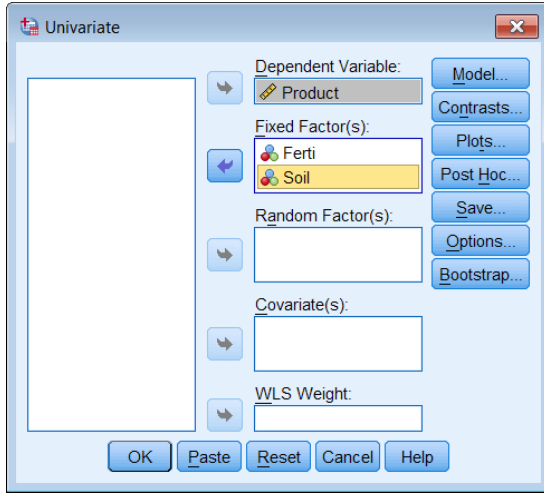 Univariate
Dependent Variable:
Product
Fixed Factor(s):
Ferti
Soil
Random Factor(s):
Covariate(s):
WLS Weight:
Model...
Contrasts...
Plots...
Post Hoc...
Save...
Options...
Bootstrap...
OK Paste Reset Cancel Help